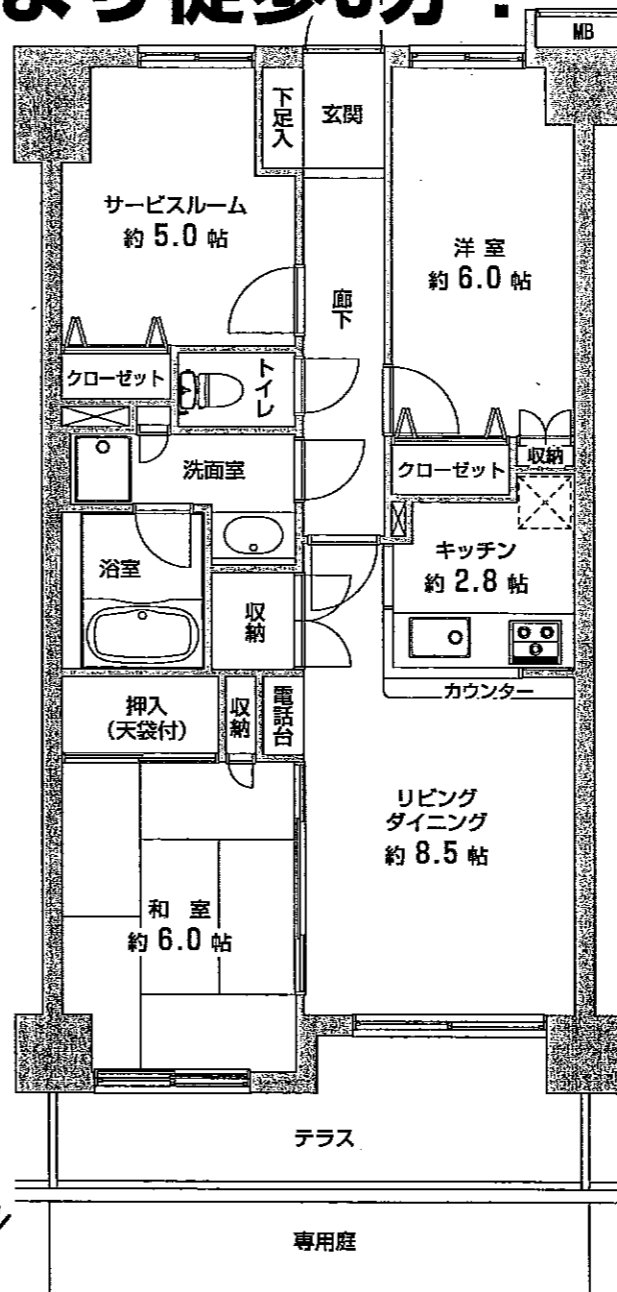 より徒歩
MB
下足入
玄関
サービスルーム
約 5.0 帖
洋 室
約 6.0 帖
廊下
クローゼット
トイレ
洗面室
クローゼット
収納
浴室
キッチン
約 2.8 帖
収納
カウンター
押入
(天袋付)
収納
電話台
リビング
ダイニング
約 8.5 帖
和 室
約 6.0 帖
テラス
専用庭